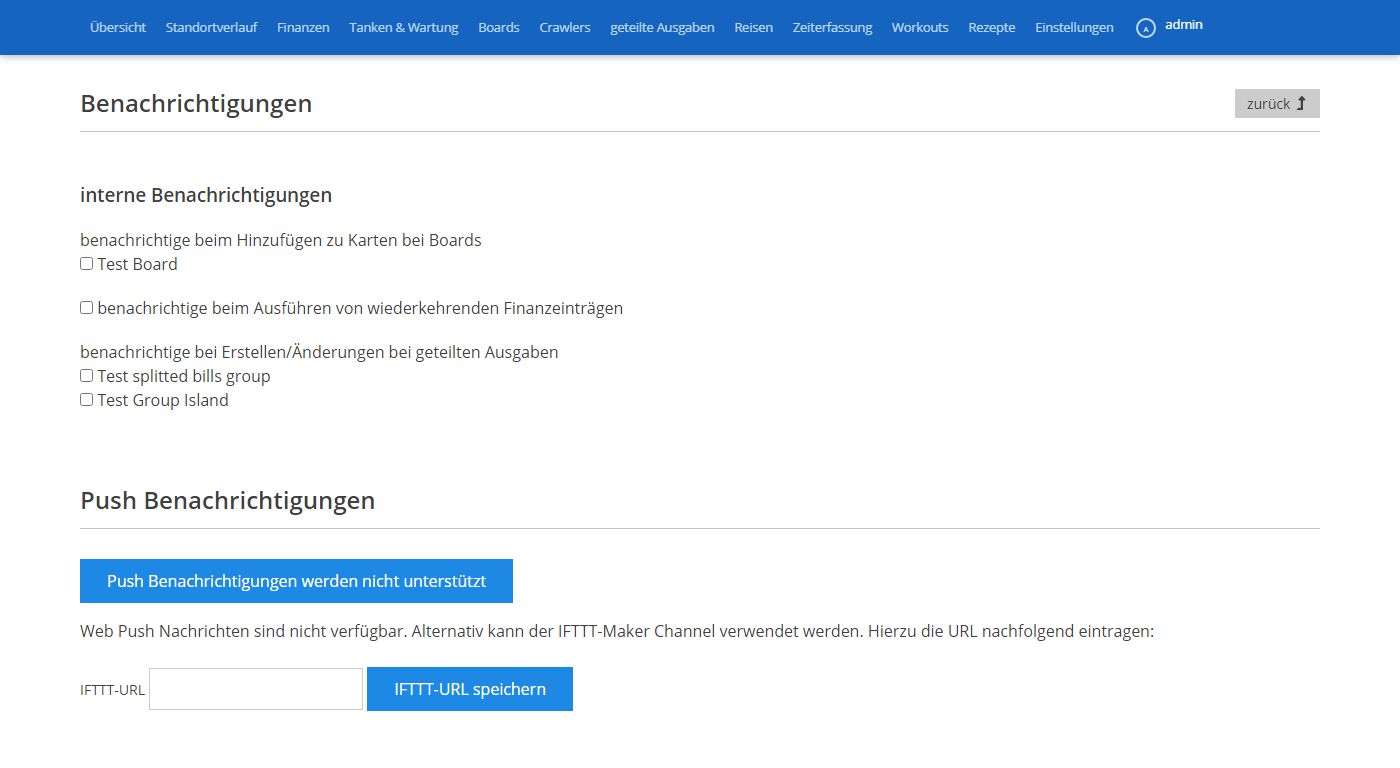 Übersicht Standortverlauf Finanzen Tanken & Wartung Boards Crawlers geteilte Ausgaben Reisen Zeiterfassung Workouts Rezepte Einstellungen A admin
Benachrichtigungen zurück
interne Benachrichtigungen
benachrichtige beim Hinzufügen zu Karten bei Boards
Test Board
benachrichtige beim Ausführen von wiederkehrenden Finanzeinträgen
benachrichtige bei Erstellen/Änderungen bei geteilten Ausgaben
Test splitted bills group
Test Group Island
Push Benachrichtigungen
Push Benachrichtigungen werden nicht unterstützt
Web Push Nachrichten sind nicht verfügbar. Alternativ kann der IFTTT-Maker Channel verwendet werden. Hierzu die URL nachfolgend eintragen:
IFTTT-URL IFTTT-URL speichern